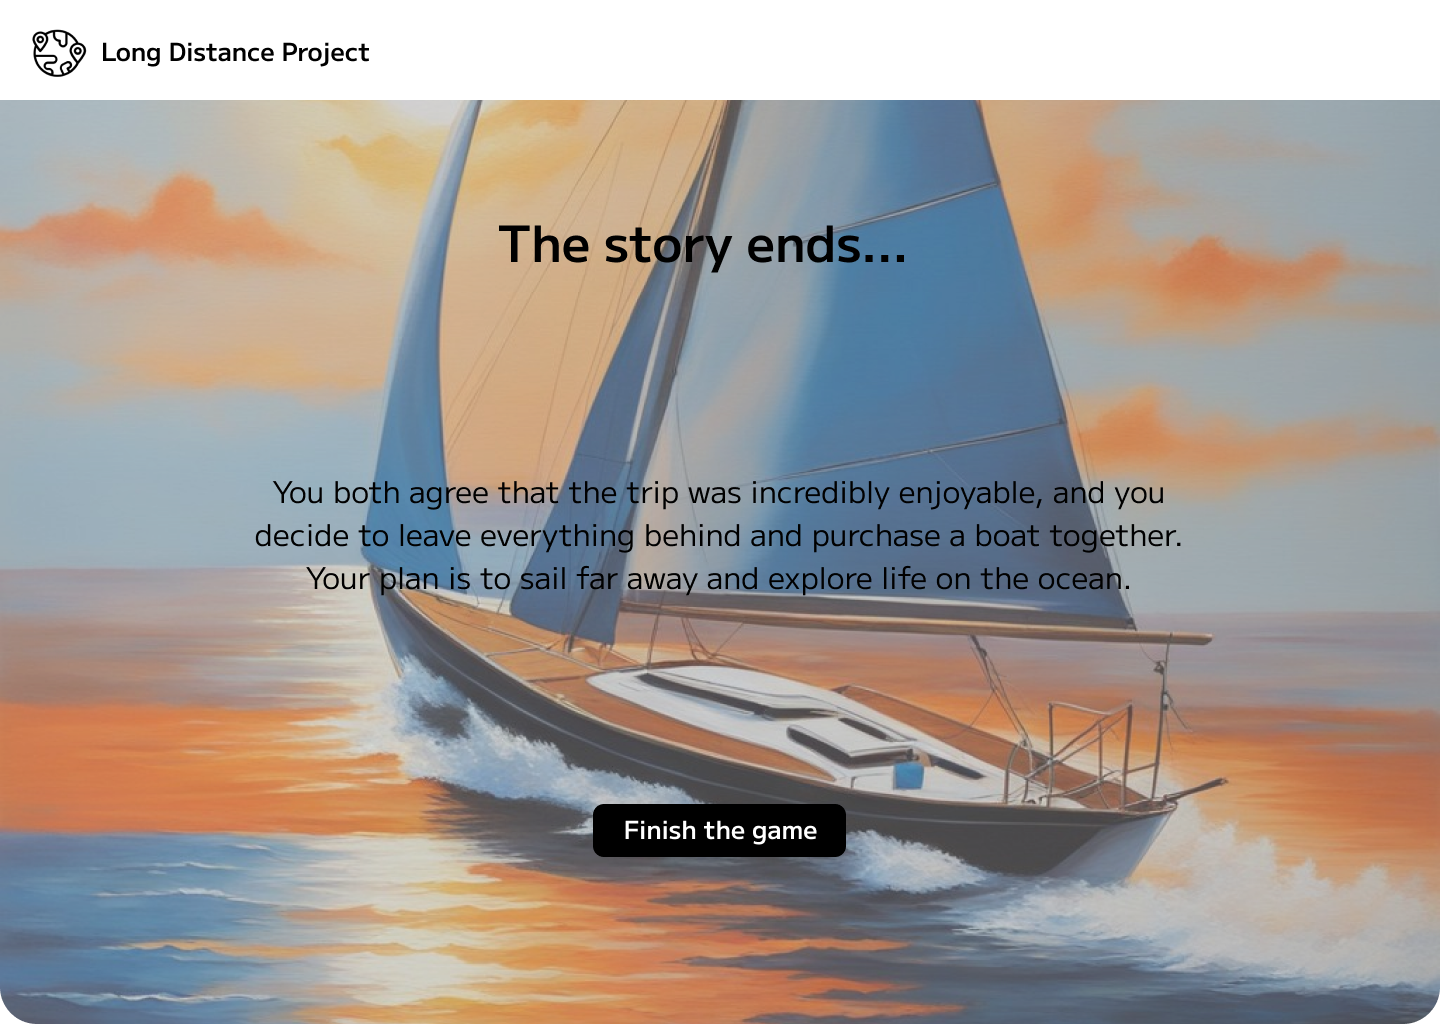 Long Distance Project
The story ends...
You both agree that the trip was incredibly enjoyable, and you
decide to leave everything behind and purchase a boat together.
Your plan is to sail far away and explore life on the ocean.
Finish the game